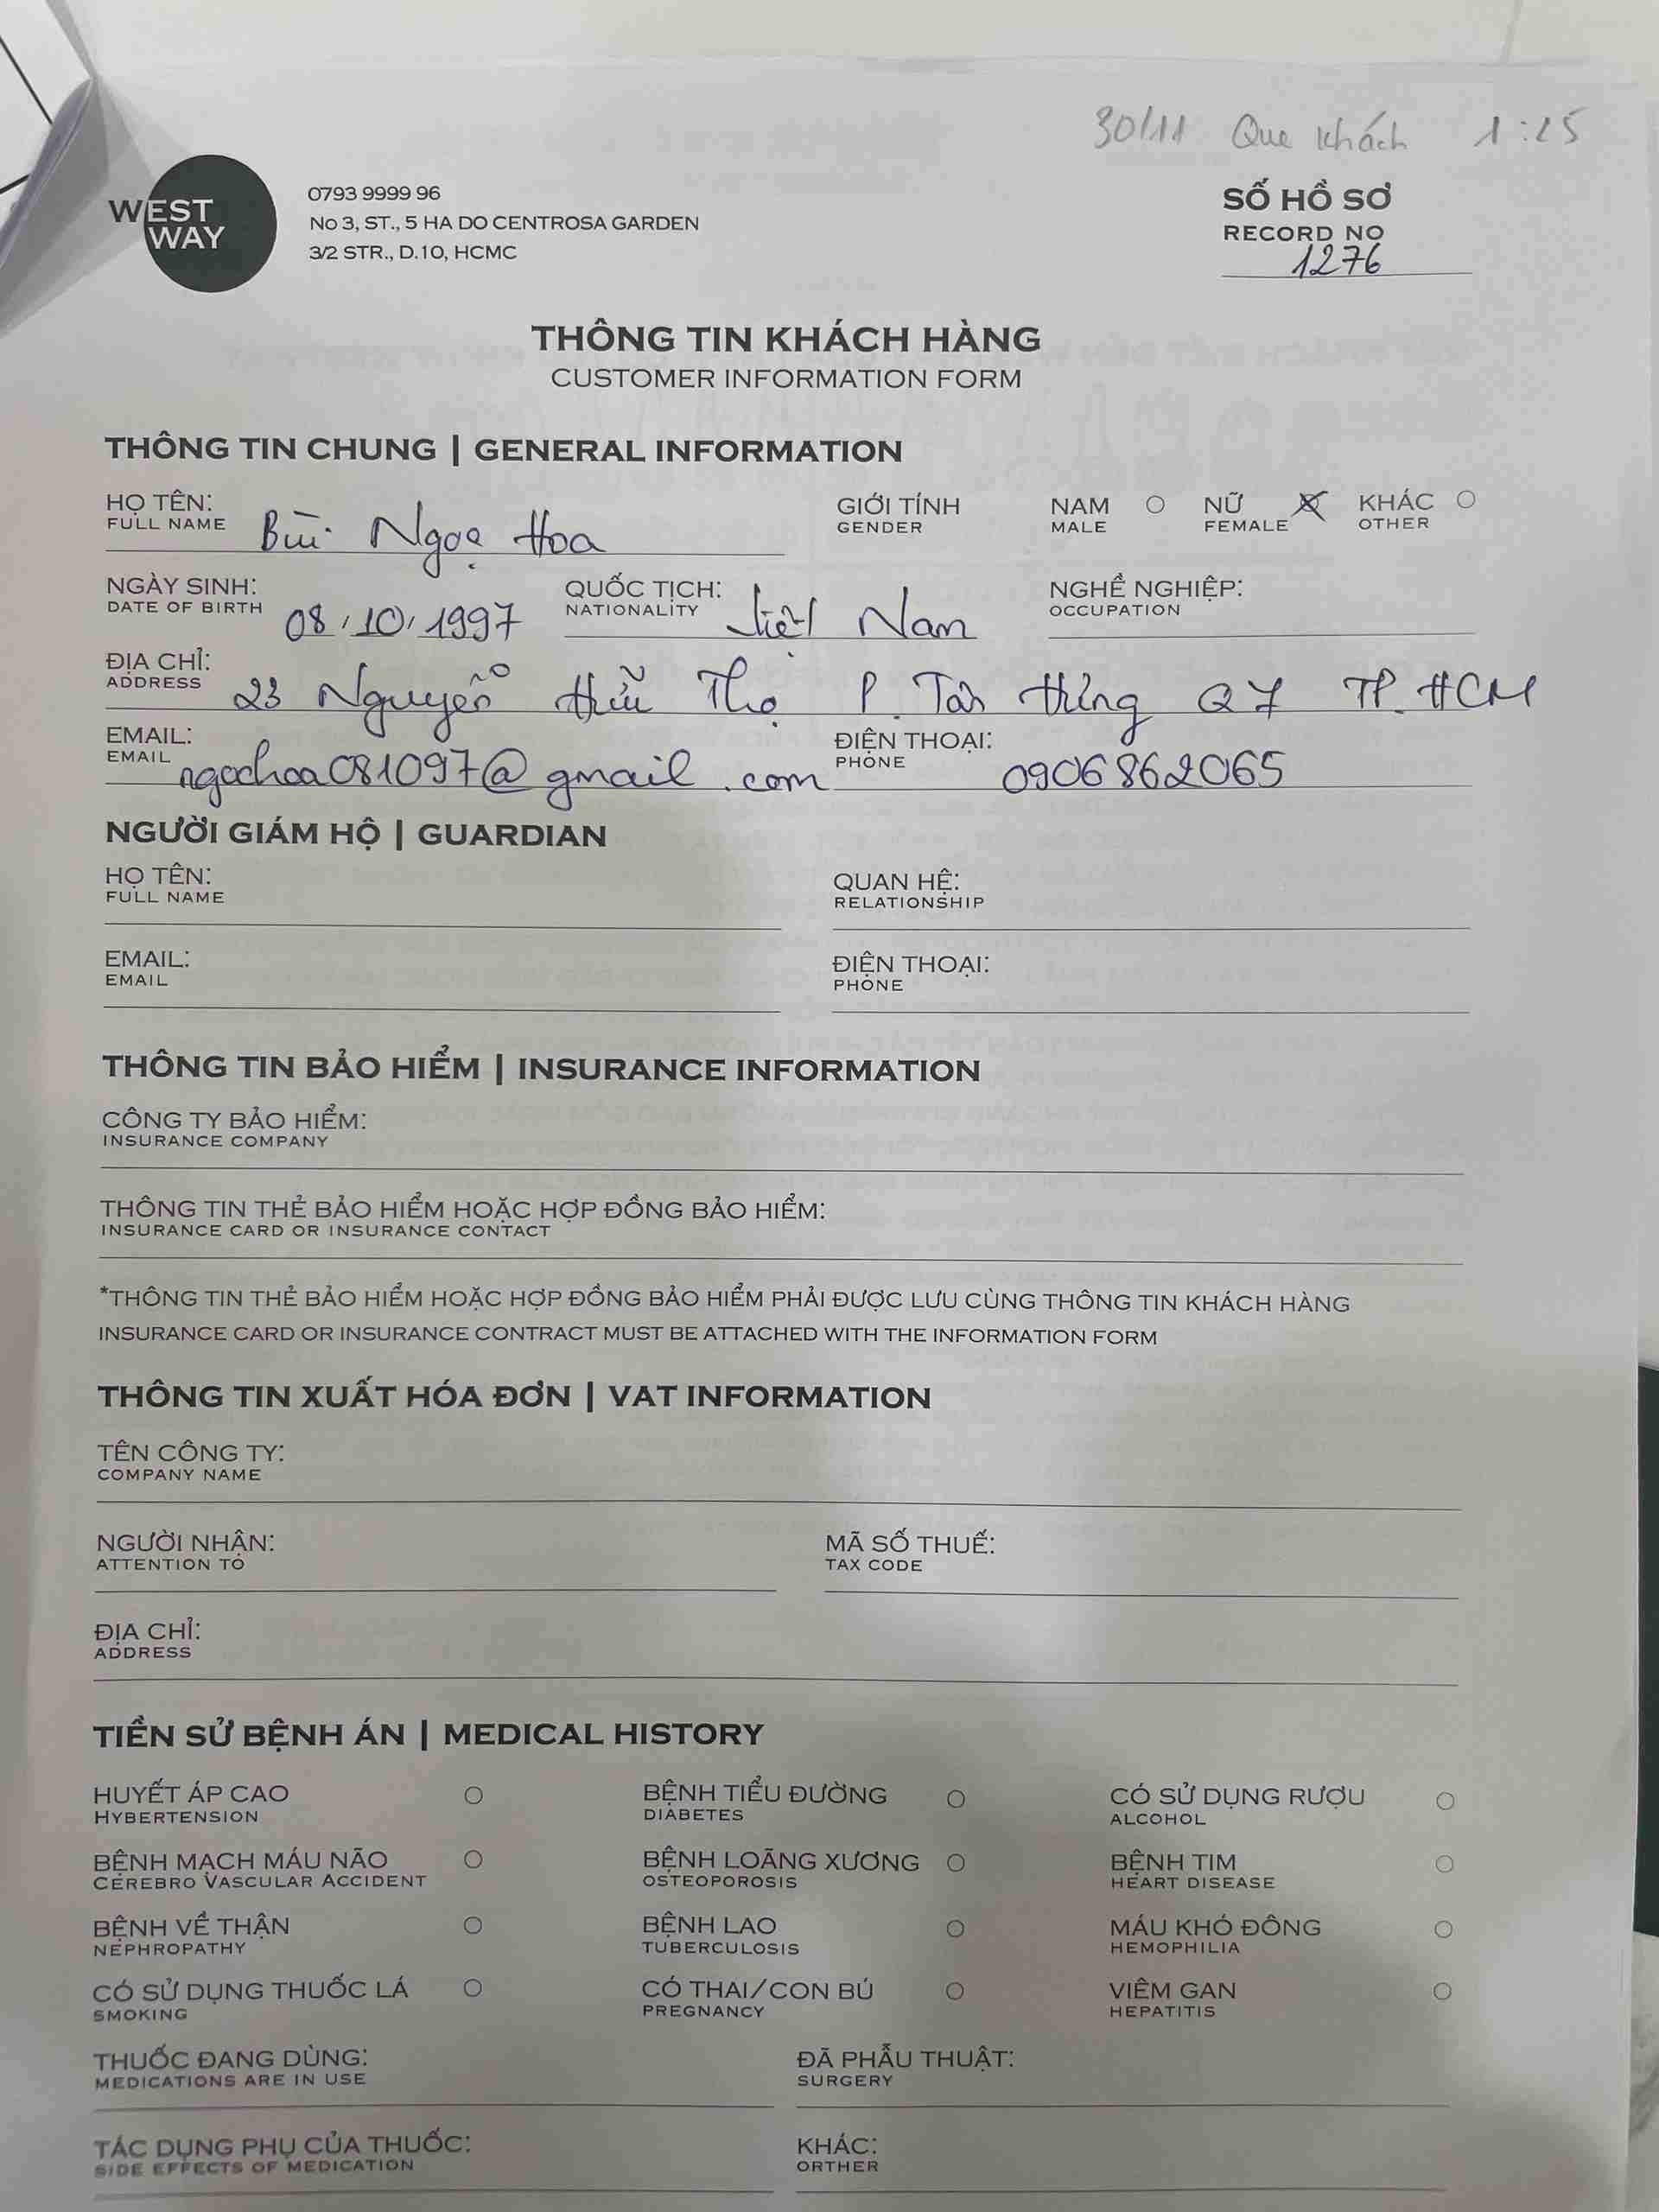 30/11 Que khách 1:25
WEST
WAY
0793 9999 96
No 3, ST., 5 HA DO CENTROSA GARDEN
3/2 STR., D.10, HCMC
SỐ HỒ SƠ
RECORD NO
1276
THÔNG TIN KHÁCH HÀNG
CUSTOMER INFORMATION FORM
THÔNG TIN CHUNG | GENERAL INFORMATION
HỌ TÊN: Bùi Ngọc Hoa GIỚI TÍNH NAM NỮ KHÁC
FULL NAME GENDER MALE FEMALE OTHER
NGÀY SINH: QUỐC TỊCH: NGHỀ NGHIỆP:
DATE OF BIRTH 08/10/1997 NATIONALITY Việt Nam OCCUPATION
ĐỊA CHỈ:
ADDRESS 23 Nguyễn Hữu Thọ P. Tân Hưng Q7 TP. HCM
EMAIL: ĐIỆN THOẠI:
EMAIL ngochoa081097@gmail.com PHONE 0906862065
NGƯỜI GIÁM HỘ | GUARDIAN
HỌ TÊN: QUAN HỆ:
FULL NAME RELATIONSHIP
EMAIL: ĐIỆN THOẠI:
EMAIL PHONE
THÔNG TIN BẢO HIỂM | INSURANCE INFORMATION
CÔNG TY BẢO HIỂM:
INSURANCE COMPANY
THÔNG TIN THẺ BẢO HIỂM HOẶC HỢP ĐỒNG BẢO HIỂM:
INSURANCE CARD OR INSURANCE CONTACT
*THÔNG TIN THẺ BẢO HIỂM HOẶC HỢP ĐỒNG BẢO HIỂM PHẢI ĐƯỢC LƯU CÙNG THÔNG TIN KHÁCH HÀNG
INSURANCE CARD OR INSURANCE CONTRACT MUST BE ATTACHED WITH THE INFORMATION FORM
THÔNG TIN XUẤT HÓA ĐƠN | VAT INFORMATION
TÊN CÔNG TY:
COMPANY NAME
NGƯỜI NHẬN: MÃ SỐ THUẾ:
ATTENTION TO TAX CODE
ĐỊA CHỈ:
ADDRESS
TIỀN SỬ BỆNH ÁN | MEDICAL HISTORY
HUYẾT ÁP CAO BỆNH TIỂU ĐƯỜNG CÓ SỬ DỤNG RƯỢU
HYBERTENSION DIABETES ALCOHOL
BỆNH MẠCH MÁU NÃO BỆNH LOÃNG XƯƠNG BỆNH TIM
CEREBRO VASCULAR ACCIDENT OSTEOPOROSIS HEART DISEASE
BỆNH VỀ THẬN BỆNH LAO MÁU KHÓ ĐÔNG
NEPHROPATHY TUBERCULOSIS HEMOPHILIA
CÓ SỬ DỤNG THUỐC LÁ CÓ THAI/CON BÚ VIÊM GAN
SMOKING PREGNANCY HEPATITIS
THUỐC ĐANG DÙNG: ĐÃ PHẪU THUẬT:
MEDICATIONS ARE IN USE SURGERY
TÁC DỤNG PHỤ CỦA THUỐC: KHÁC:
SIDE EFFECTS OF MEDICATION ORTHER